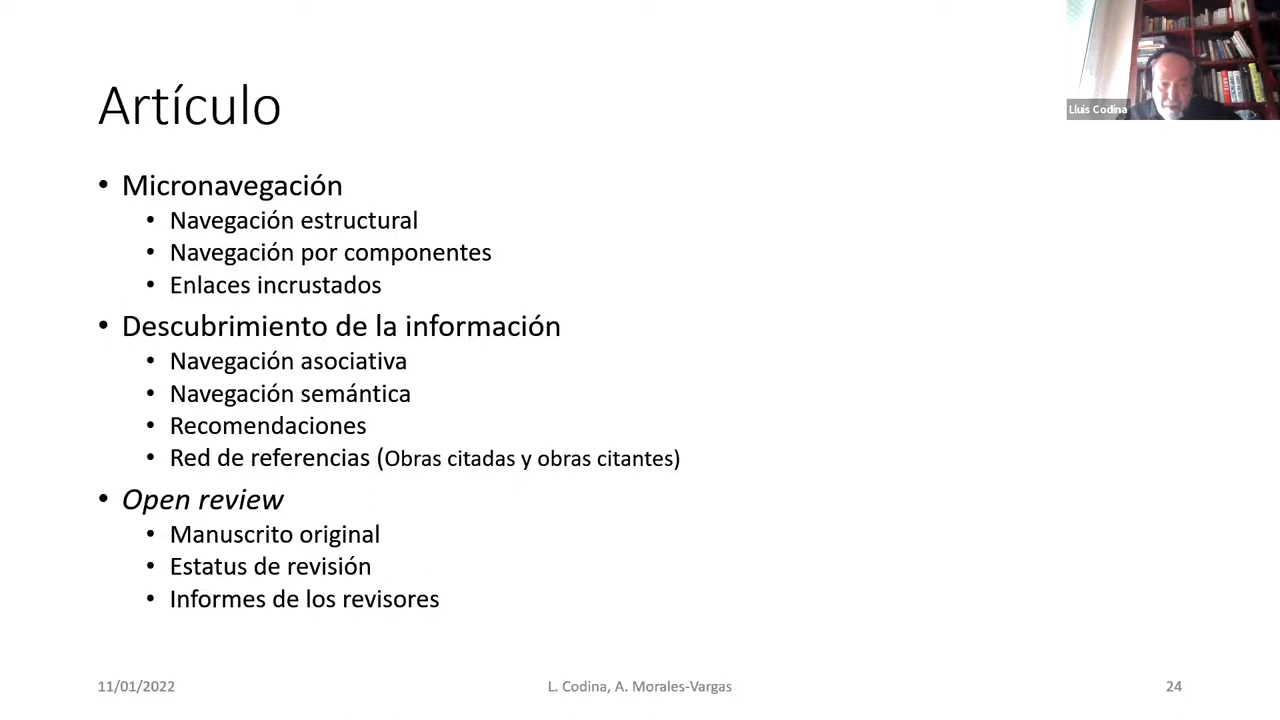 Artículo
Lluis Codina
• Micronavegación
• Navegación estructural
• Navegación por componentes
• Enlaces incrustados
• Descubrimiento de la información
• Navegación asociativa
• Navegación semántica
• Recomendaciones
• Red de referencias (Obras citadas y obras citantes)
• Open review
• Manuscrito original
• Estatus de revisión
• Informes de los revisores
11/01/2022
L. Codina, A. Morales-Vargas
24